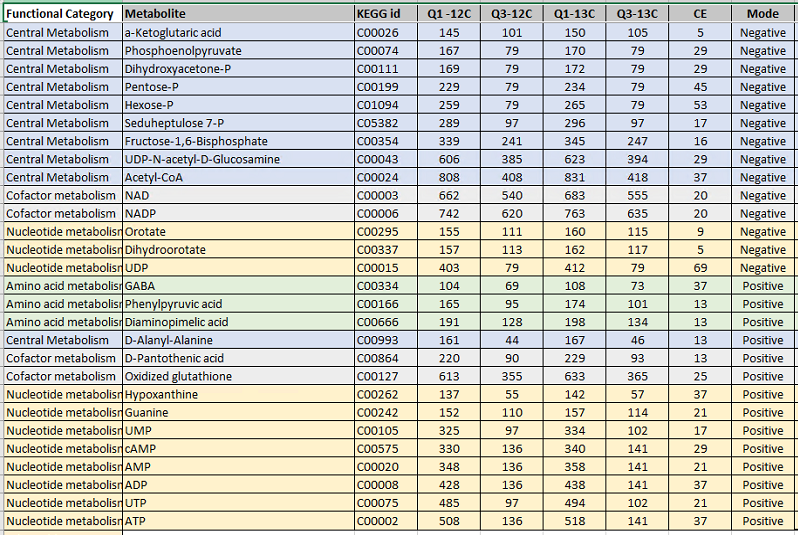 Functional Category Metabolite KEGG id Q1 -12C Q3-12C Q1-13C Q3-13C CE Mode
Central Metabolism a-Ketoglutaric acid C00026 145 101 150 105 5 Negative
Central Metabolism Phosphoenolpyruvate C00074 167 79 170 79 29 Negative
Central Metabolism Dihydroxyacetone-P C00111 169 79 172 79 29 Negative
Central Metabolism Pentose-P C00199 229 79 234 79 45 Negative
Central Metabolism Hexose-P C01094 259 79 265 79 53 Negative
Central Metabolism Seduheptulose 7-P C05382 289 97 296 97 17 Negative
Central Metabolism Fructose-1,6-Bisphosphate C00354 339 241 345 247 16 Negative
Central Metabolism UDP-N-acetyl-D-Glucosamine C00043 606 385 623 394 29 Negative
Central Metabolism Acetyl-CoA C00024 808 408 831 418 37 Negative
Cofactor metabolism NAD C00003 662 540 683 555 20 Negative
Cofactor metabolism NADP C00006 742 620 763 635 20 Negative
Nucleotide metabolism Orotate C00295 155 111 160 115 9 Negative
Nucleotide metabolism Dihydroorotate C00337 157 113 162 117 5 Negative
Nucleotide metabolism UDP C00015 403 79 412 79 69 Negative
Amino acid metabolism GABA C00334 104 69 108 73 37 Positive
Amino acid metabolism Phenylpyruvic acid C00166 165 95 174 101 13 Positive
Amino acid metabolism Diaminopimelic acid C00666 191 128 198 134 13 Positive
Central Metabolism D-Alanyl-Alanine C00993 161 44 167 46 13 Positive
Cofactor metabolism D-Pantothenic acid C00864 220 90 229 93 13 Positive
Cofactor metabolism Oxidized glutathione C00127 613 355 633 365 25 Positive
Nucleotide metabolism Hypoxanthine C00262 137 55 142 57 37 Positive
Nucleotide metabolism Guanine C00242 152 110 157 114 21 Positive
Nucleotide metabolism UMP C00105 325 97 334 102 17 Positive
Nucleotide metabolism cAMP C00575 330 136 340 141 29 Positive
Nucleotide metabolism AMP C00020 348 136 358 141 21 Positive
Nucleotide metabolism ADP C00008 428 136 438 141 37 Positive
Nucleotide metabolism UTP C00075 485 97 494 102 21 Positive
Nucleotide metabolism ATP C00002 508 136 518 141 37 Positive